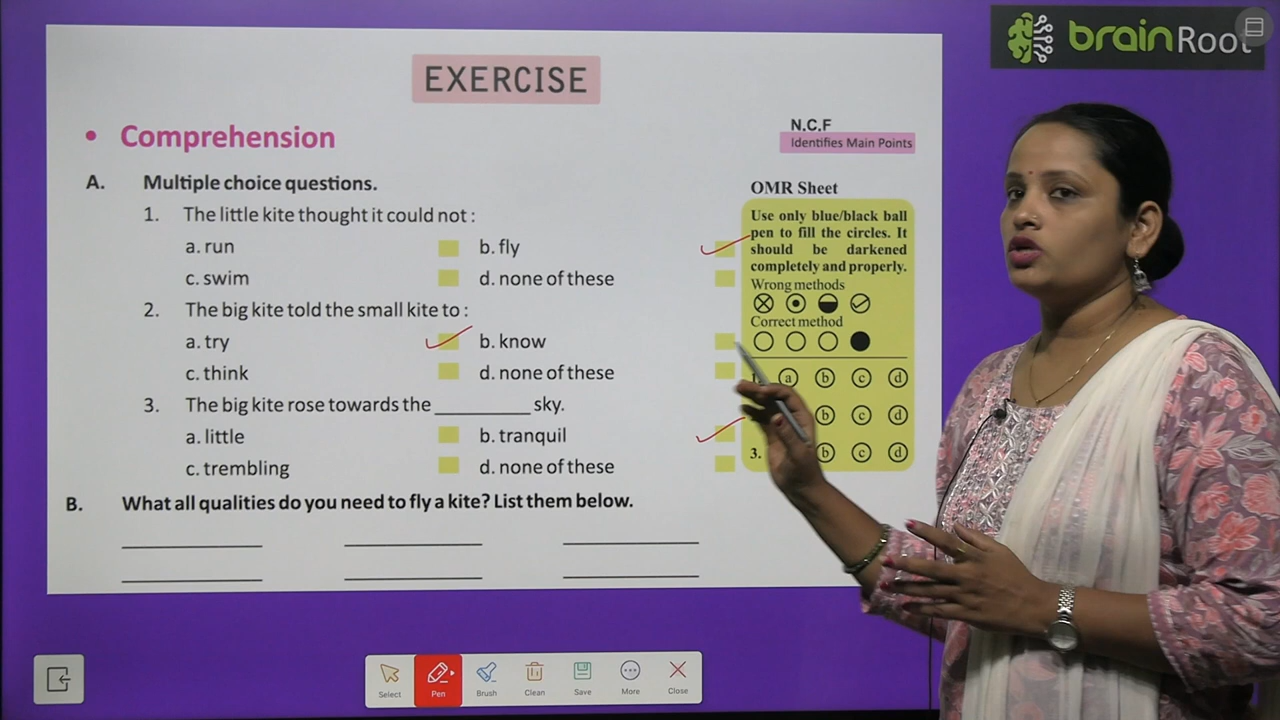 brainRoot
EXERCISE
• Comprehension
N.C.F
Identifies Main Points
A. Multiple choice questions.
1. The little kite thought it could not :
a. run b. fly
c. swim d. none of these
2. The big kite told the small kite to :
a. try b. know
c. think d. none of these
3. The big kite rose towards the _________ sky.
a. little b. tranquil
c. trembling d. none of these
B. What all qualities do you need to fly a kite? List them below.
OMR Sheet
Use only blue/black ball
pen to fill the circles. It
should be darkened
completely and properly.
Wrong methods
Correct method
1. a b c d
b c d
3. b c d
Select Pen Brush Clean Save More Close